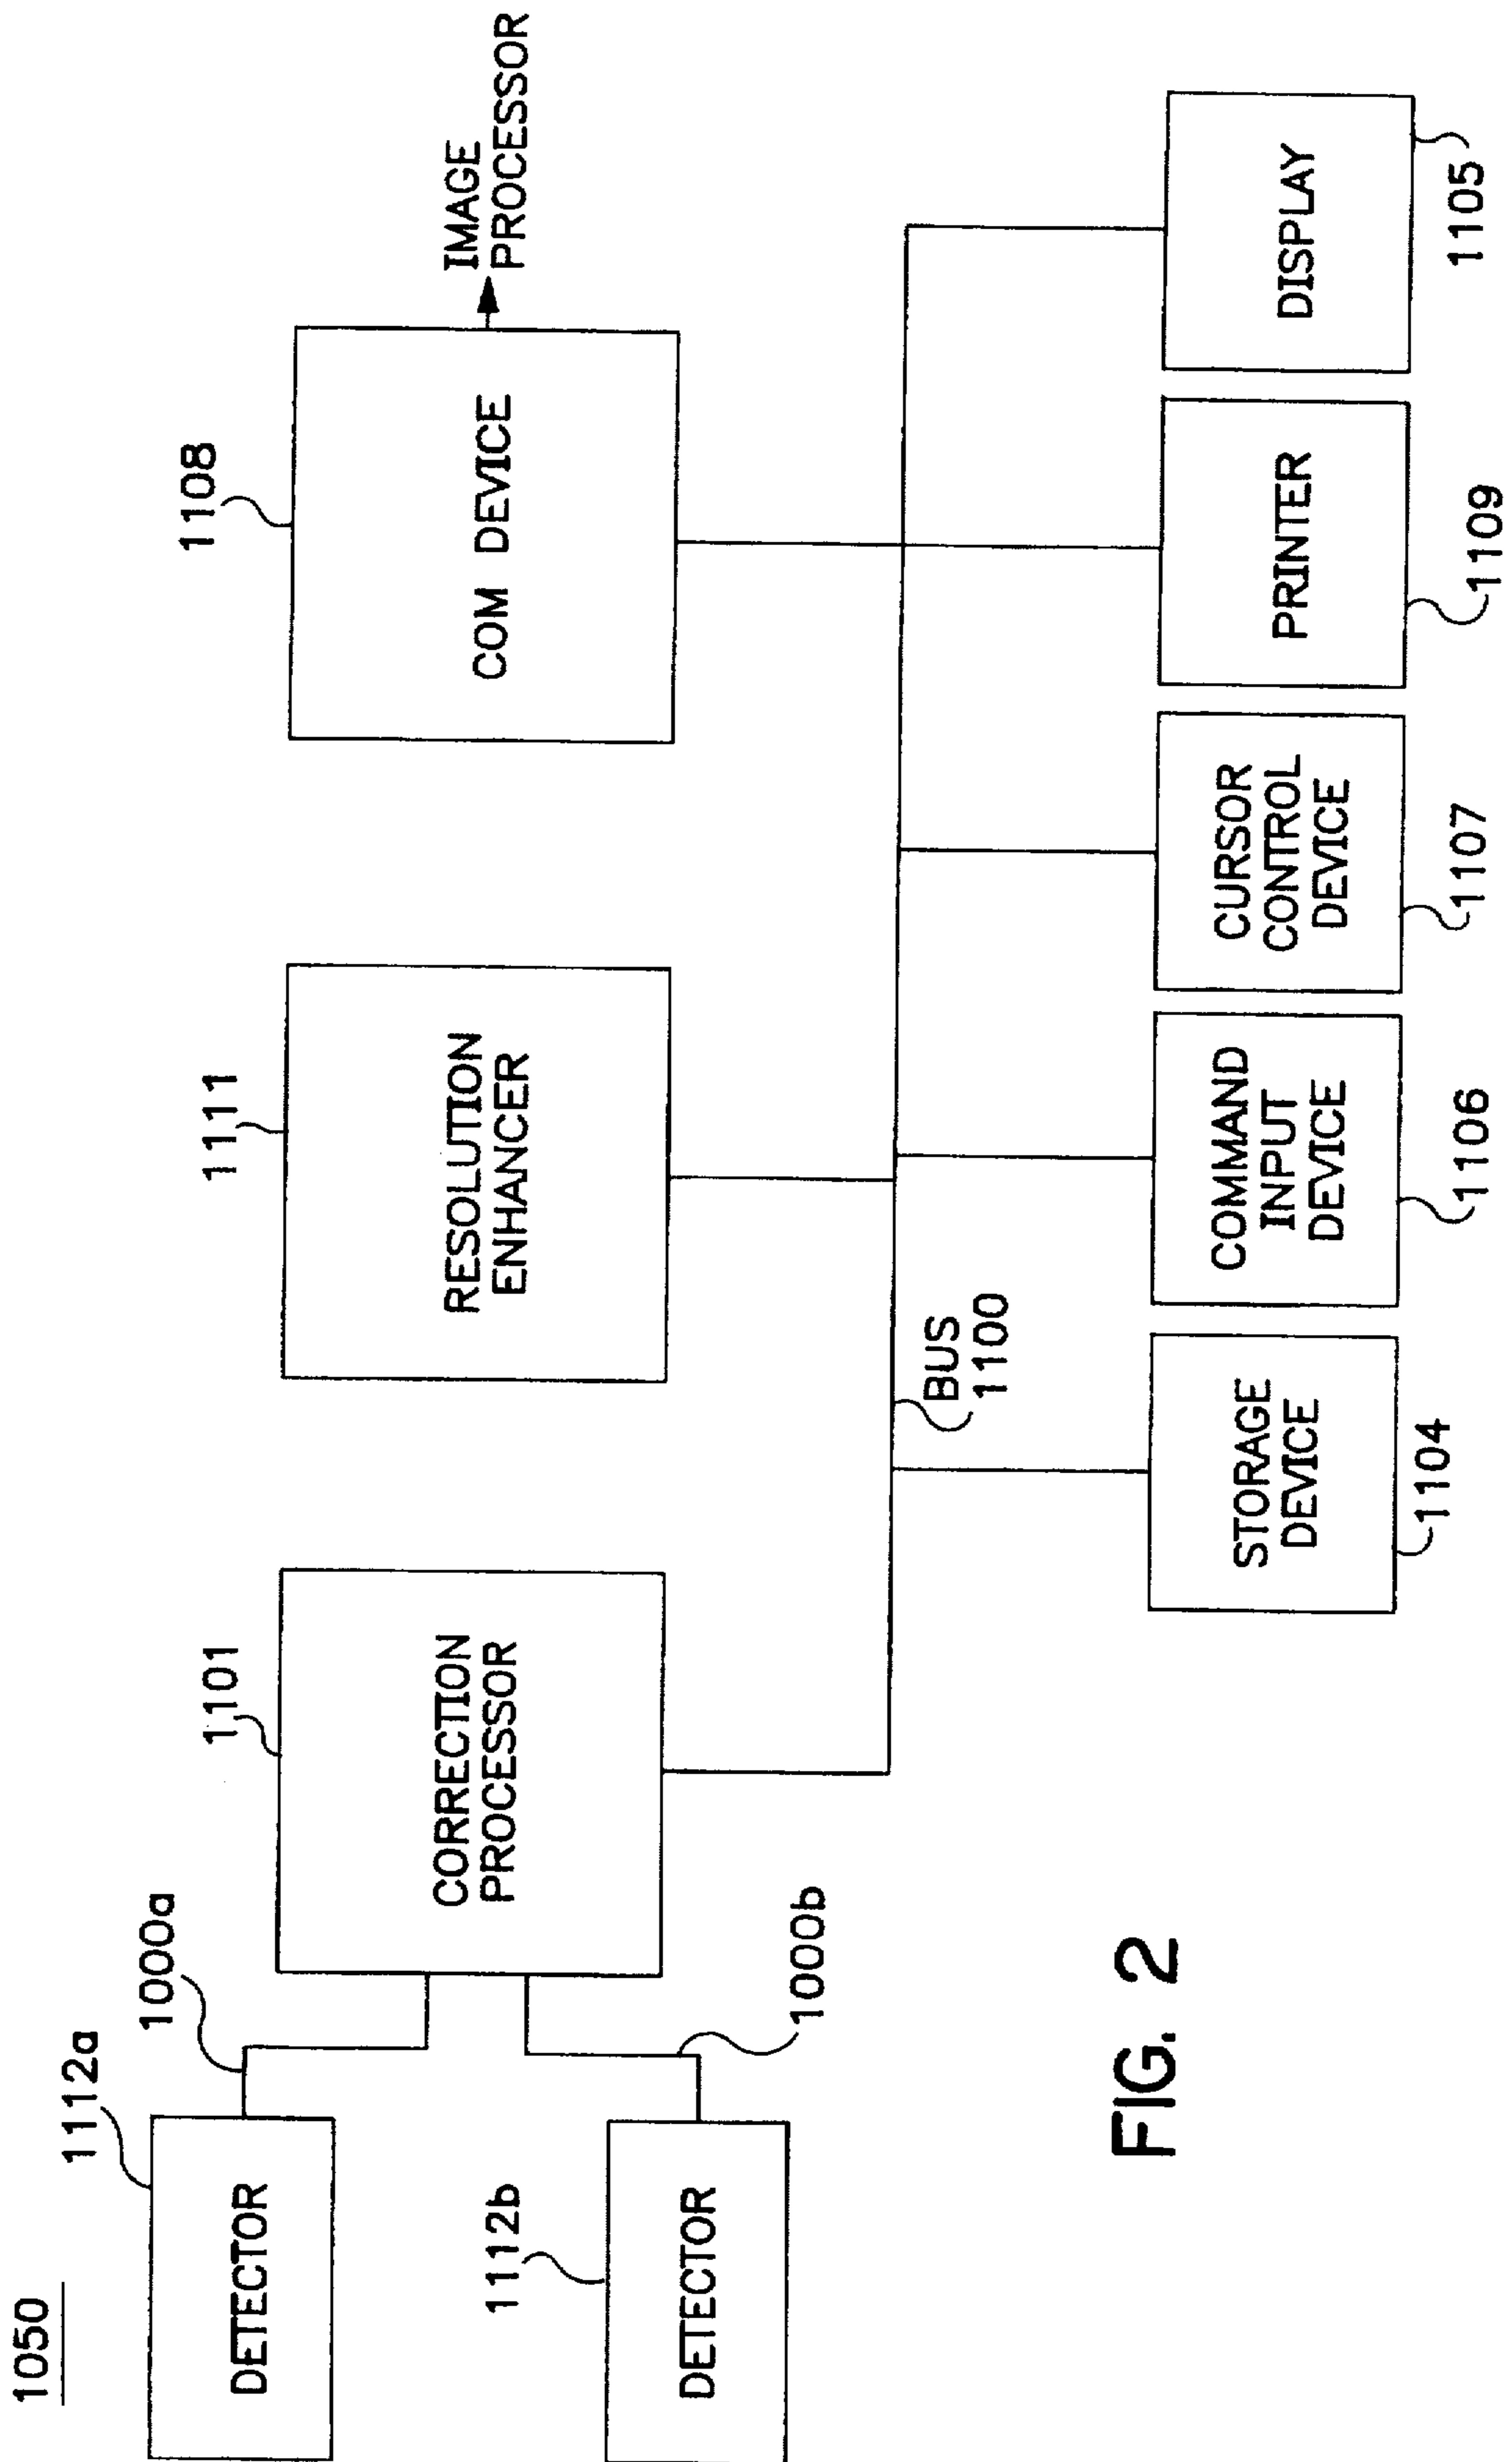 1050
1112a
DETECTOR
1000a
1112b
DETECTOR
1000b
1101
CORRECTION
PROCESSOR
1111
RESOLUTION
ENHANCER
1108
COM DEVICE
IMAGE
PROCESSOR
BUS
1100
STORAGE
DEVICE
1104
COMMAND
INPUT
DEVICE
1106
CURSOR
CONTROL
DEVICE
1107
PRINTER
1109
DISPLAY
1105
FIG. 2